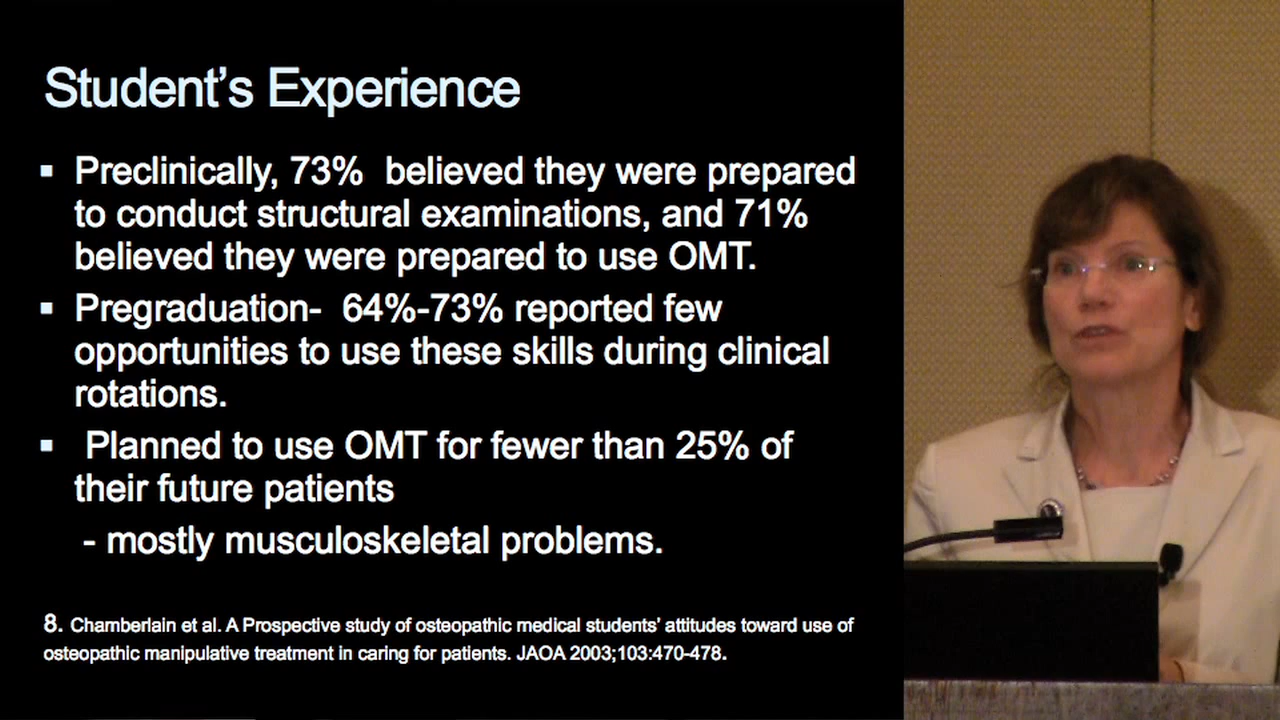 Student’s Experience
▪ Preclinically, 73%  believed they were prepared
to conduct structural examinations, and 71%
believed they were prepared to use OMT.
▪ Pregraduation-  64%-73% reported few
opportunities to use these skills during clinical
rotations.
▪  Planned to use OMT for fewer than 25% of
their future patients
- mostly musculoskeletal problems.
8. Chamberlain et al. A Prospective study of osteopathic medical students’ attitudes toward use of
osteopathic manipulative treatment in caring for patients. JAOA 2003;103:470-478.